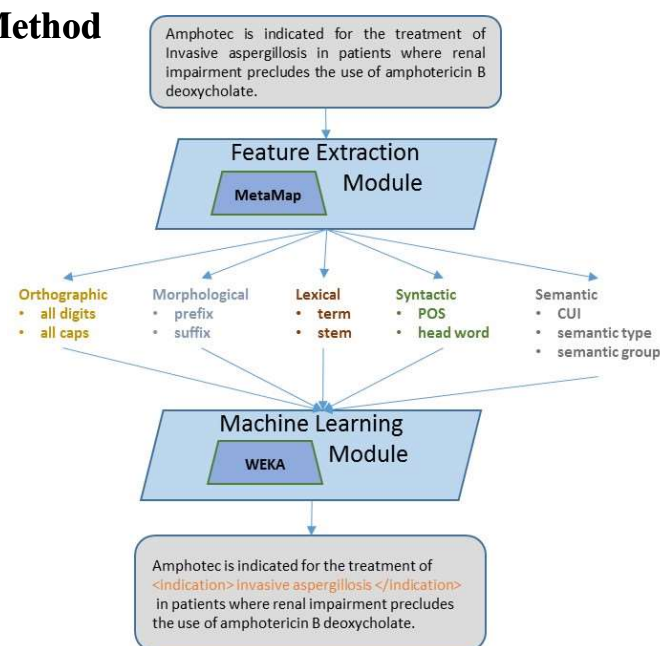 Method
Amphotec is indicated for the treatment of
Invasive aspergillosis in patients where renal
impairment precludes the use of amphotericin B
deoxycholate.
Feature Extraction
Module
MetaMap
Orthographic
• all digits
• all caps
Morphological
• prefix
• suffix
Lexical
• term
• stem
Syntactic
• POS
• head word
Semantic
• CUI
• semantic type
• semantic group
Machine Learning
Module
WEKA
Amphotec is indicated for the treatment of
<indication> invasive aspergillosis </indication>
in patients where renal impairment precludes
the use of amphotericin B deoxycholate.